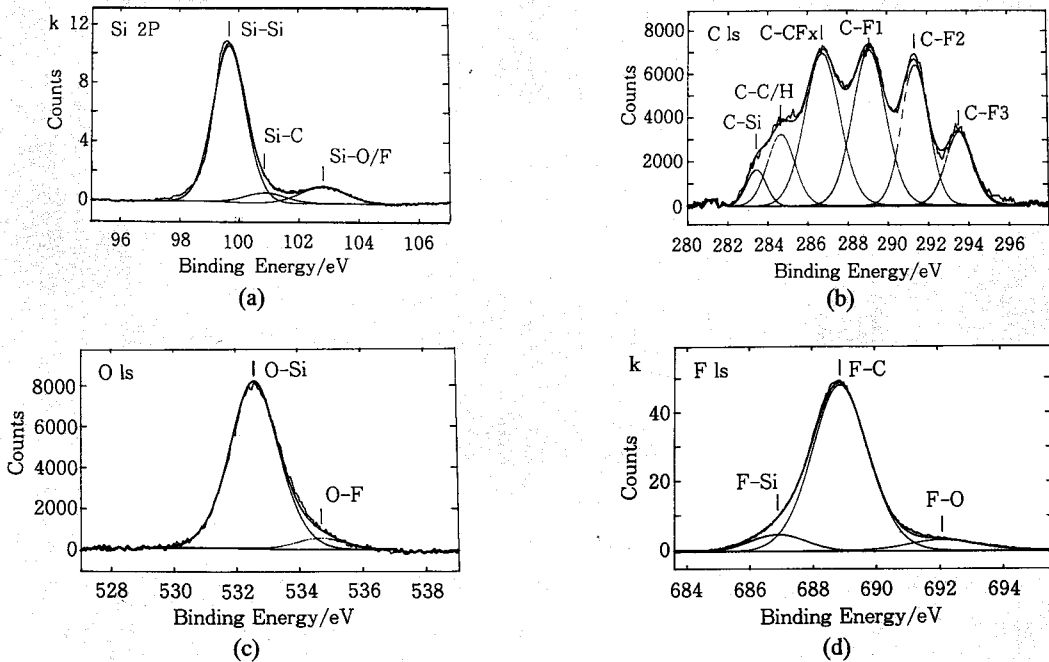 k
12
Si 2P
Si-Si
8
Counts
4
Si-C
Si-O/F
0
96 98 100 102 104 106
Binding Energy/eV
(a)
8000
C ls
C-CFx
C-F1
C-F2
6000
Counts
C-C/H
4000
C-Si
C-F3
2000
0
280 282 284 286 288 290 292 294 296
Binding Energy/eV
(b)
O ls
O-Si
8000
6000
Counts
4000
O-F
2000
0
528 530 532 534 536 538
Binding Energy/eV
(c)
k
F ls
F-C
40
Counts
20
F-Si
F-O
0
684 686 688 690 692 694
Binding Energy/eV
(d)